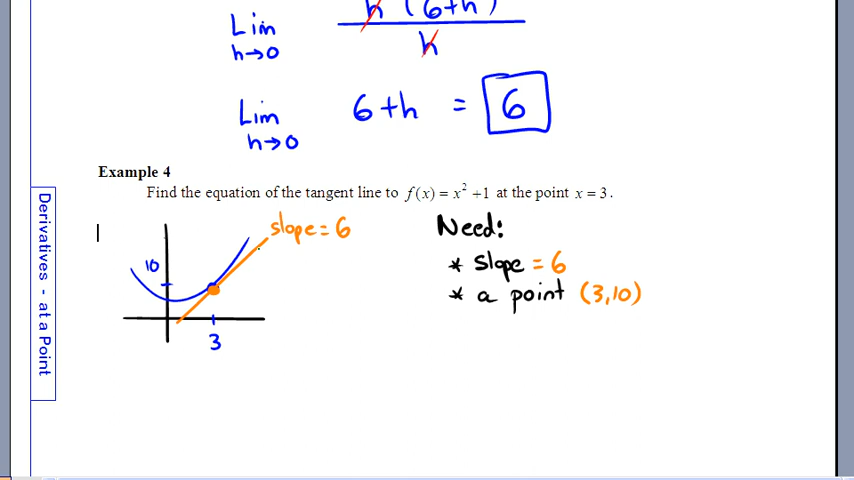 h (6+h)
Lim
h→0
h
Lim 6+h = 6
h→0
Example 4
Find the equation of the tangent line to f(x) = x² +1 at the point x = 3.
slope = 6
10
3
Need:
* Slope = 6
* a point (3,10)
Derivatives - at a Point